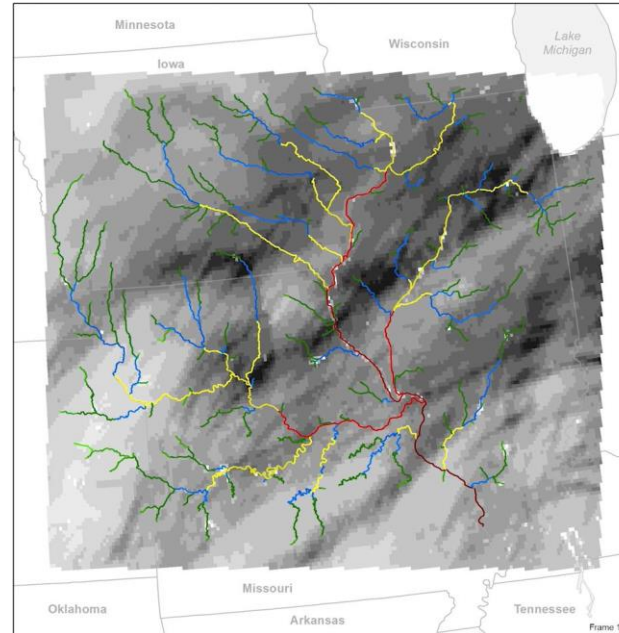 Minnesota
Iowa
Wisconsin
Lake
Michigan
Missouri
Oklahoma
Arkansas
Tennessee
Frame 1